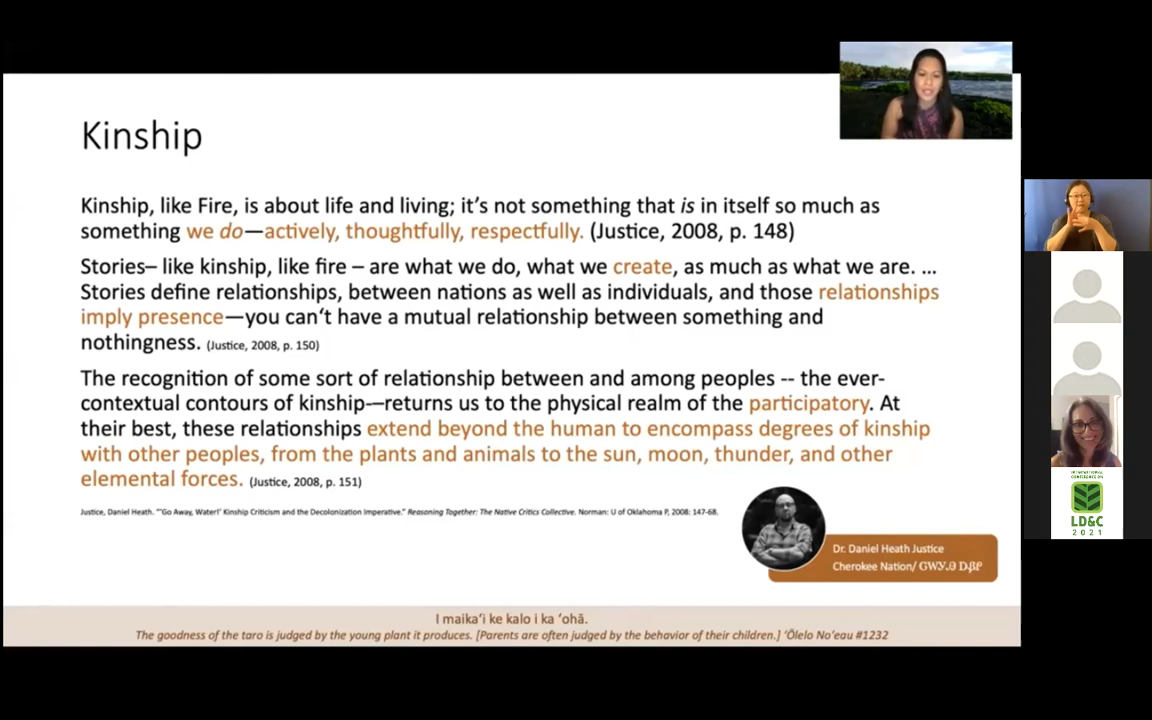 Kinship
Kinship, like Fire, is about life and living; it's not something that is in itself so much as
something we do—actively, thoughtfully, respectfully. (Justice, 2008, p. 148)
Stories– like kinship, like fire – are what we do, what we create, as much as what we are. ...
Stories define relationships, between nations as well as individuals, and those relationships
imply presence—you can't have a mutual relationship between something and
nothingness. (Justice, 2008, p. 150)
The recognition of some sort of relationship between and among peoples -- the ever-
contextual contours of kinship-–returns us to the physical realm of the participatory. At
their best, these relationships extend beyond the human to encompass degrees of kinship
with other peoples, from the plants and animals to the sun, moon, thunder, and other
elemental forces. (Justice, 2008, p. 151)
Justice, Daniel Heath. "'Go Away, Water!' Kinship Criticism and the Decolonization Imperative." Reasoning Together: The Native Critics Collective. Norman: U of Oklahoma P, 2008: 147-68.
Dr. Daniel Heath Justice
Cherokee Nation/ ᏣᎳᎩᎯ ᎠᏰᎵ
I maikaʻi ke kalo i ka ʻohā.
The goodness of the taro is judged by the young plant it produces. [Parents are often judged by the behavior of their children.] ʻŌlelo Noʻeau #1232
INTERNATIONAL
CONFERENCE ON
LD&C
2021